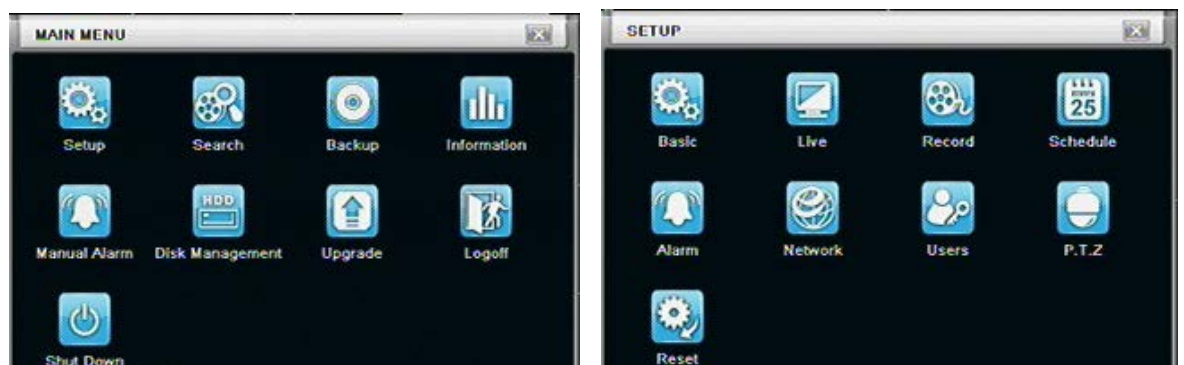 MAIN MENU
Setup Search Backup Information
HDD
Manual Alarm Disk Management Upgrade Logoff
Shut Down
SETUP
25
Basic Live Record Schedule
Alarm Network Users P.T.Z
Reset